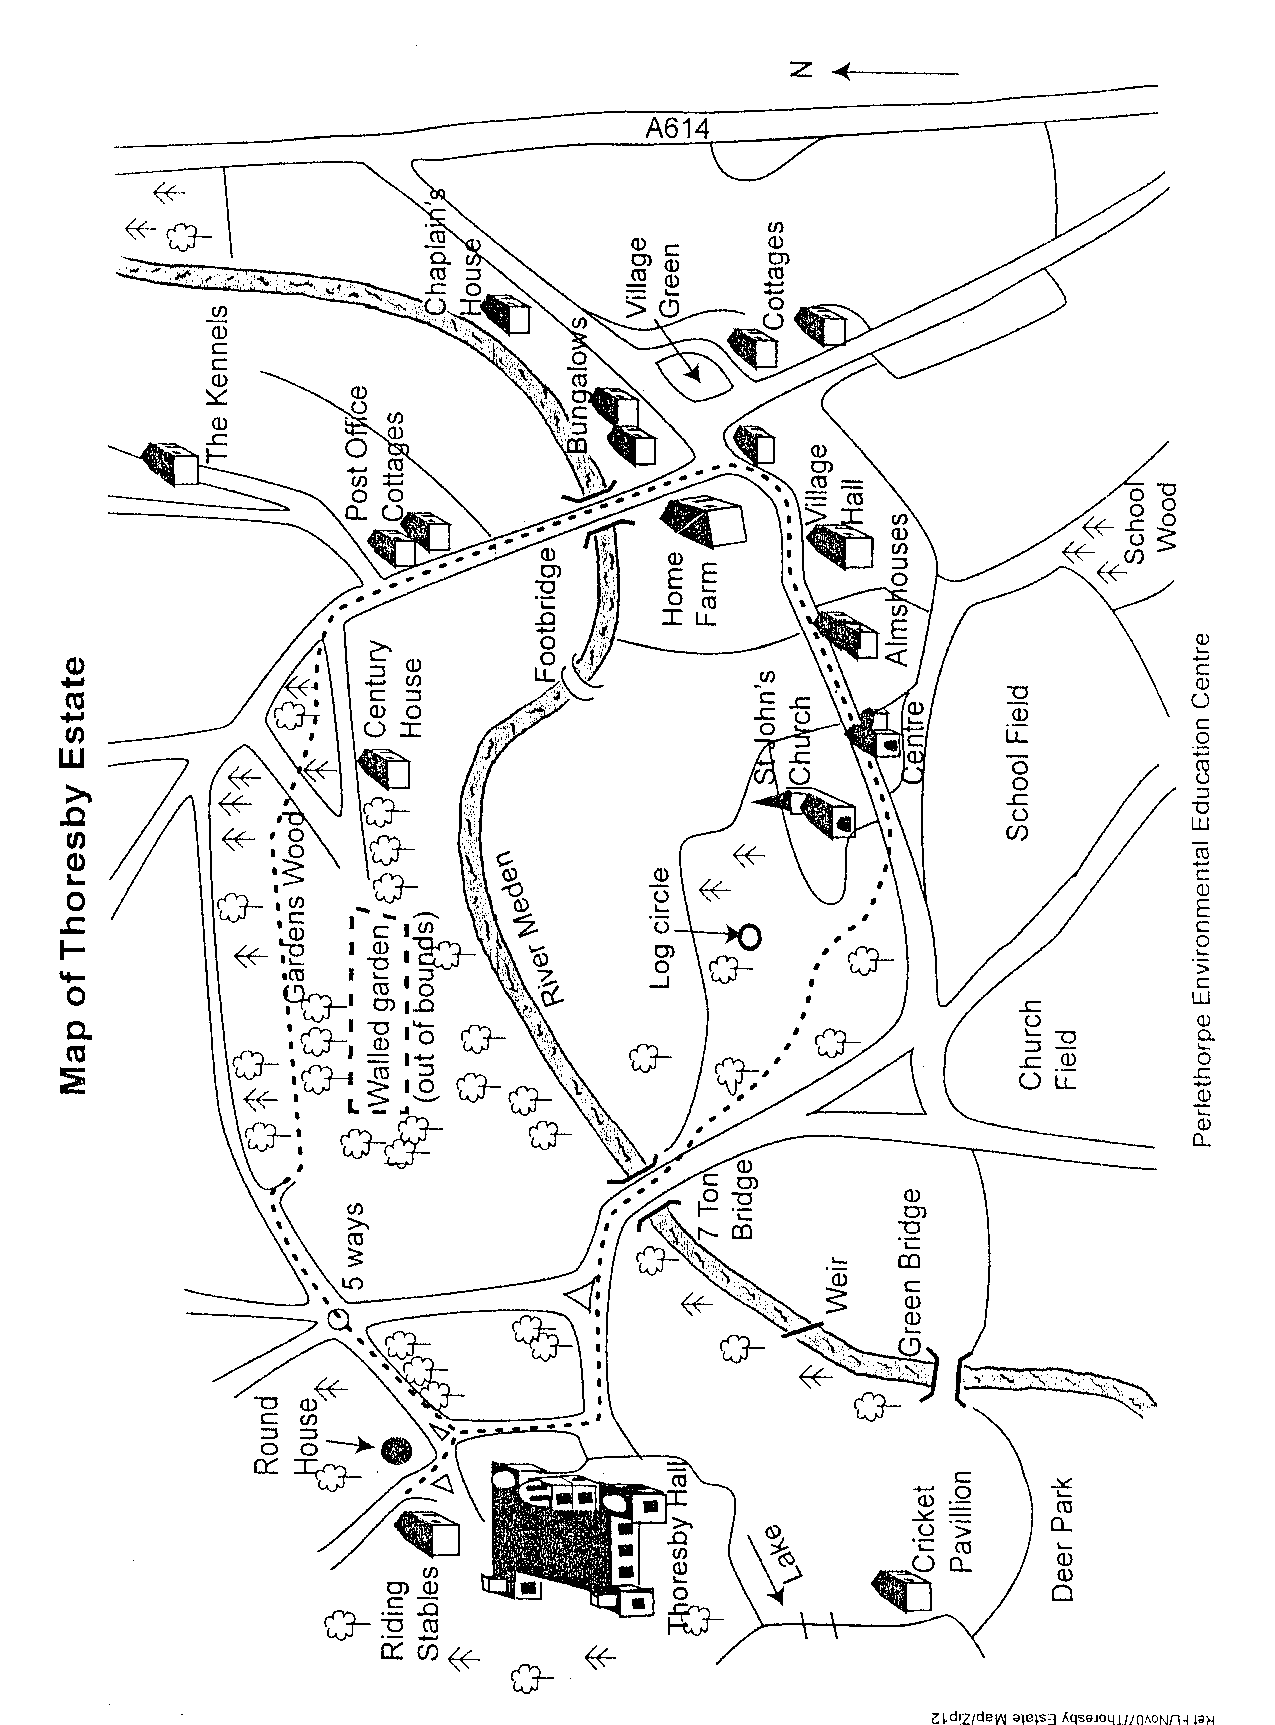 Map of Thoresby Estate
N
A614
The Kennels
Post Office
Cottages
Chaplain's
House
Bungalows
Village
Green
Cottages
Footbridge
Home
Farm
Village
Hall
Almshouses
School
Wood
Century
House
St John's
Church
Centre
School Field
Gardens Wood
Walled garden
(out of bounds)
River Meden
Log circle
Church
Field
5 ways
7 Ton
Bridge
Weir
Green Bridge
Round
House
Riding
Stables
Thoresby Hall
Lake
Cricket
Pavillion
Deer Park
Perlethorpe Environmental Education Centre